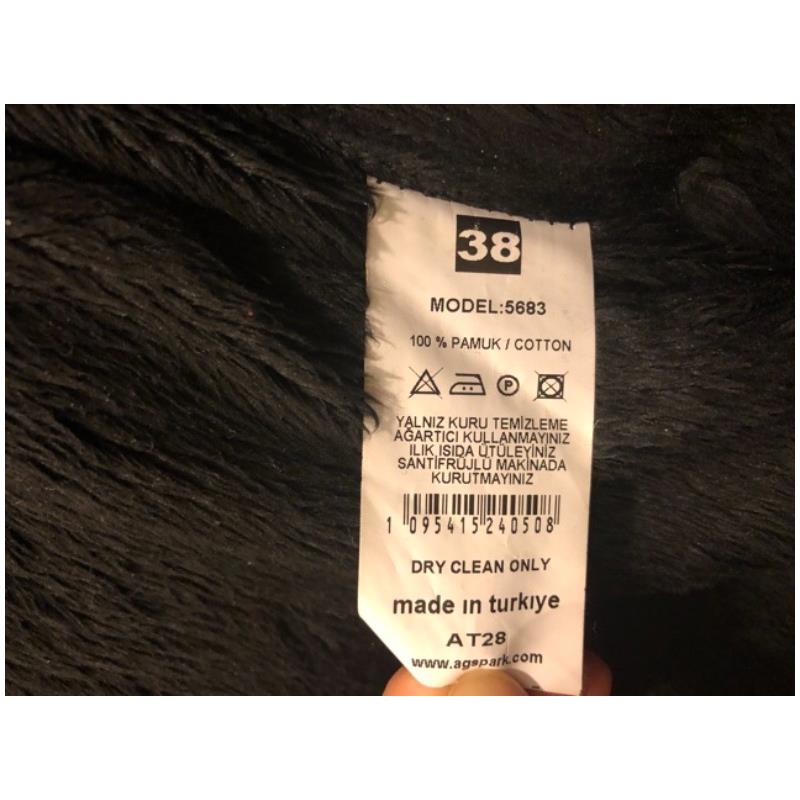 38
MODEL:5683
100 % PAMUK / COTTON
P
YALNIZ KURU TEMİZLEME
AĞARTICI KULLANMAYINIZ
ILIK ISIDA ÜTÜLEYİNİZ
SANTİFRÜJLÜ MAKİNADA
KURUTMAYINIZ
1 095415 240508
DRY CLEAN ONLY
made ın turkıye
AT28
www.agspark.com